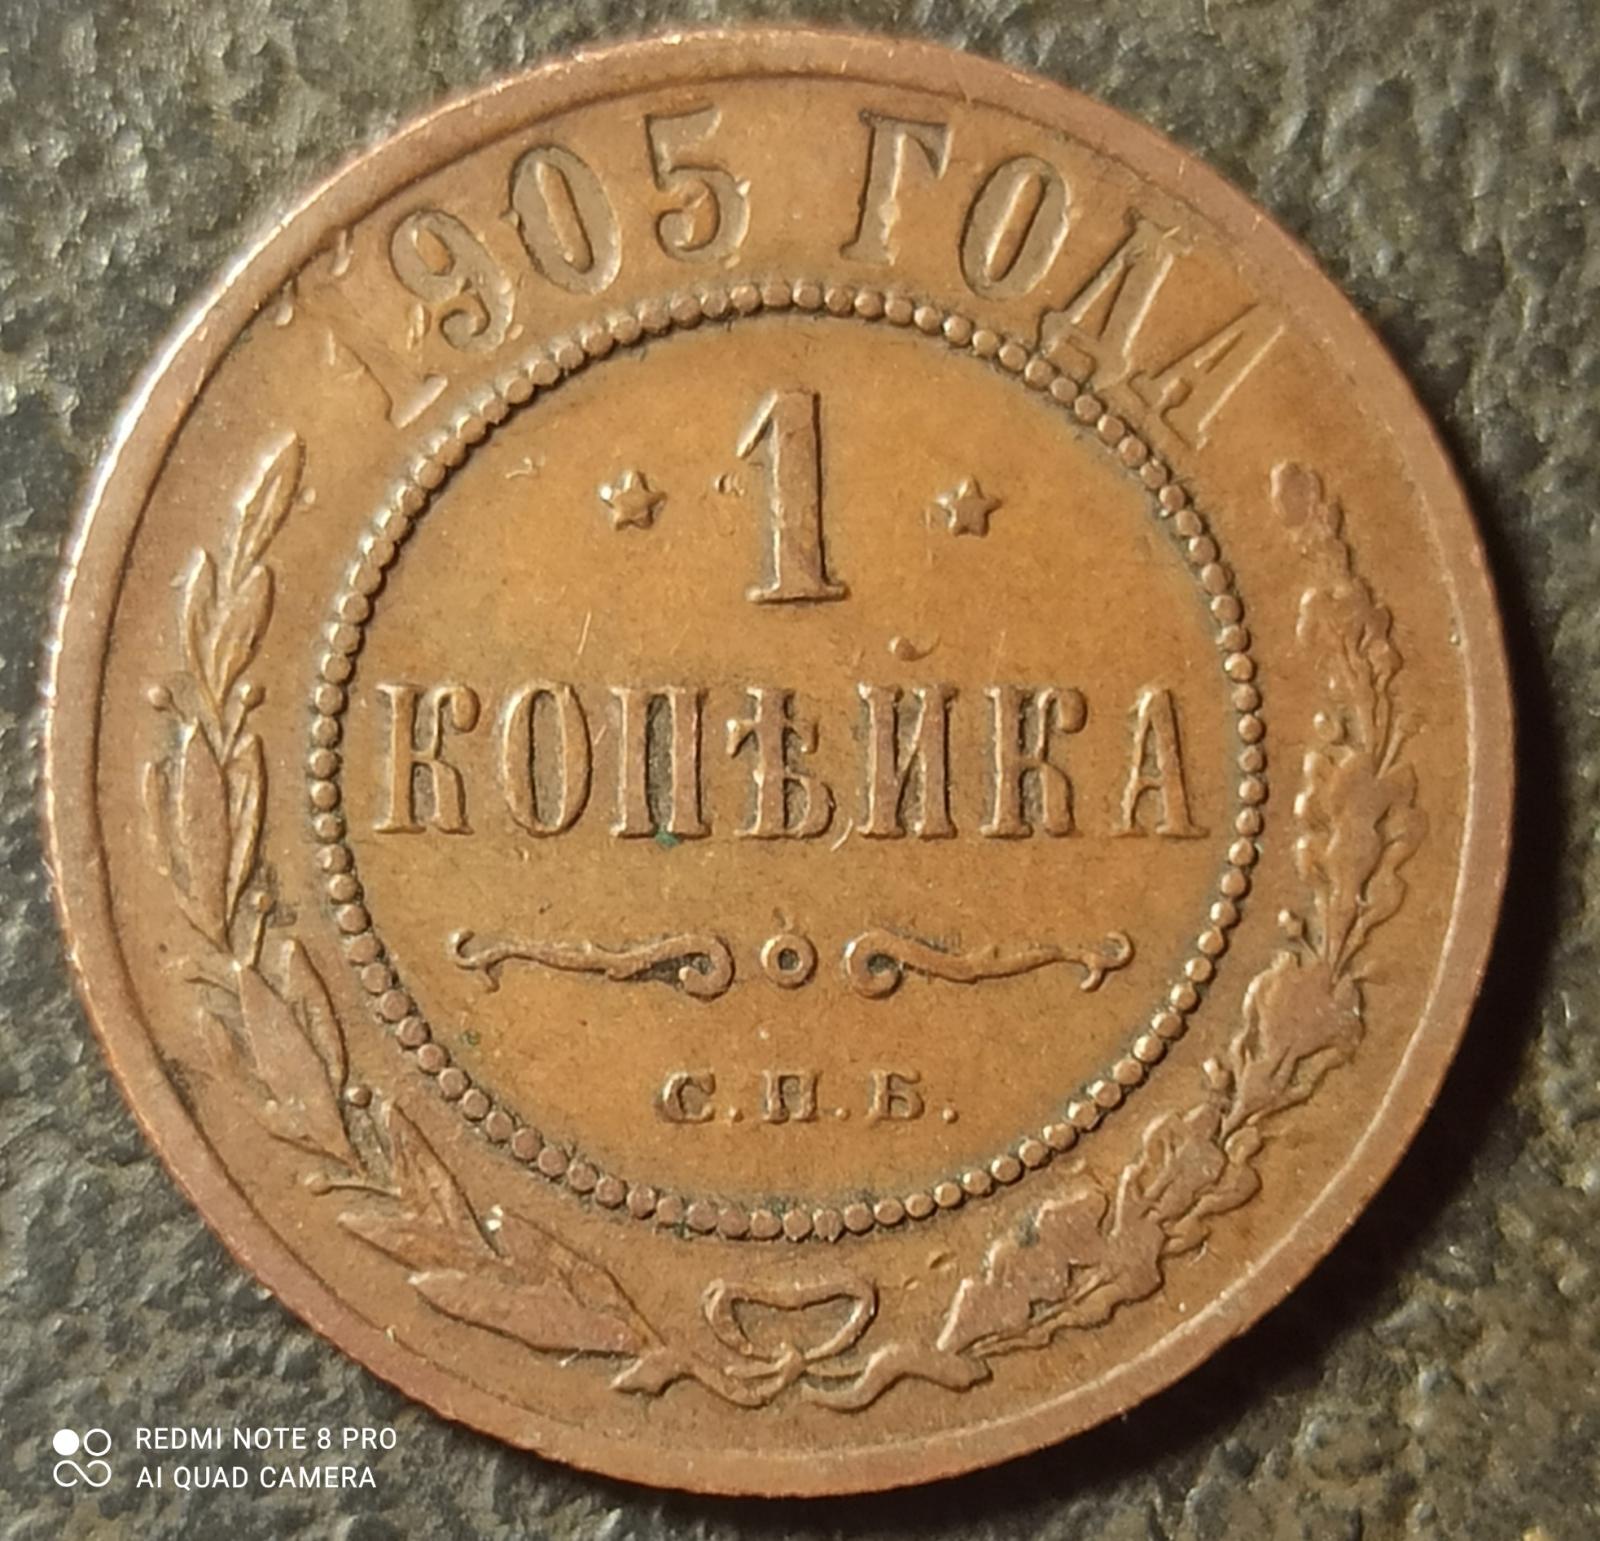 1905 ГОДА
1
КОПѢЙКА
С.П.Б.
REDMI NOTE 8 PRO
AI QUAD CAMERA